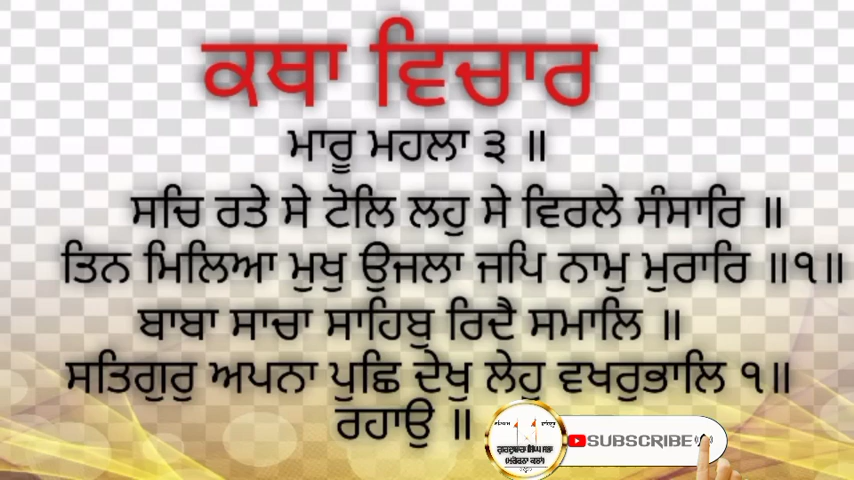 ਕਥਾ ਵਿਚਾਰ
ਮਾਰੂ ਮਹਲਾ ੩ ॥
ਸਚਿ ਰਤੇ ਸੇ ਟੋਲਿ ਲਹੁ ਸੇ ਵਿਰਲੇ ਸੰਸਾਰਿ ॥
ਤਿਨ ਮਿਲਿਆ ਮੁਖੁ ਉਜਲਾ ਜਪਿ ਨਾਮੁ ਮੁਰਾਰਿ ॥੧॥
ਬਾਬਾ ਸਾਚਾ ਸਾਹਿਬੁ ਰਿਦੈ ਸਮਾਲਿ ॥
ਸਤਿਗੁਰੁ ਅਪਨਾ ਪੁਛਿ ਦੇਖੁ ਲੇਹੁ ਵਖਰੁਭਾਲਿ ੧॥
ਰਹਾਉ ॥
SUBSCRIBE